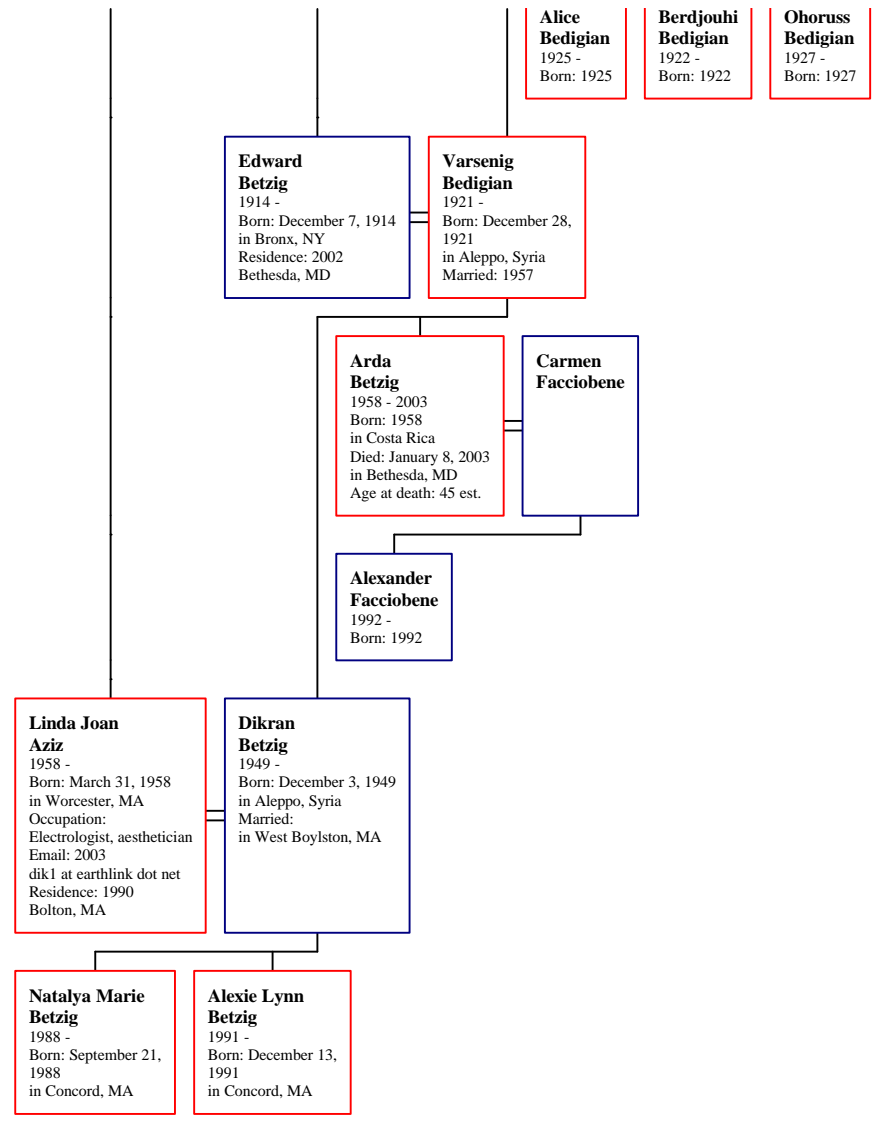 Alice
Bedigian
1925 -
Born: 1925
Berdjouhi
Bedigian
1922 -
Born: 1922
Ohoruss
Bedigian
1927 -
Born: 1927
Edward
Betzig
1914 -
Born: December 7, 1914
in Bronx, NY
Residence: 2002
Bethesda, MD
Varsenig
Bedigian
1921 -
Born: December 28,
1921
in Aleppo, Syria
Married: 1957
Arda
Betzig
1958 - 2003
Born: 1958
in Costa Rica
Died: January 8, 2003
in Bethesda, MD
Age at death: 45 est.
Carmen
Facciobene
Alexander
Facciobene
1992 -
Born: 1992
Linda Joan
Aziz
1958 -
Born: March 31, 1958
in Worcester, MA
Occupation:
Electrologist, aesthetician
Email: 2003
dik1 at earthlink dot net
Residence: 1990
Bolton, MA
Dikran
Betzig
1949 -
Born: December 3, 1949
in Aleppo, Syria
Married:
in West Boylston, MA
Natalya Marie
Betzig
1988 -
Born: September 21,
1988
in Concord, MA
Alexie Lynn
Betzig
1991 -
Born: December 13,
1991
in Concord, MA